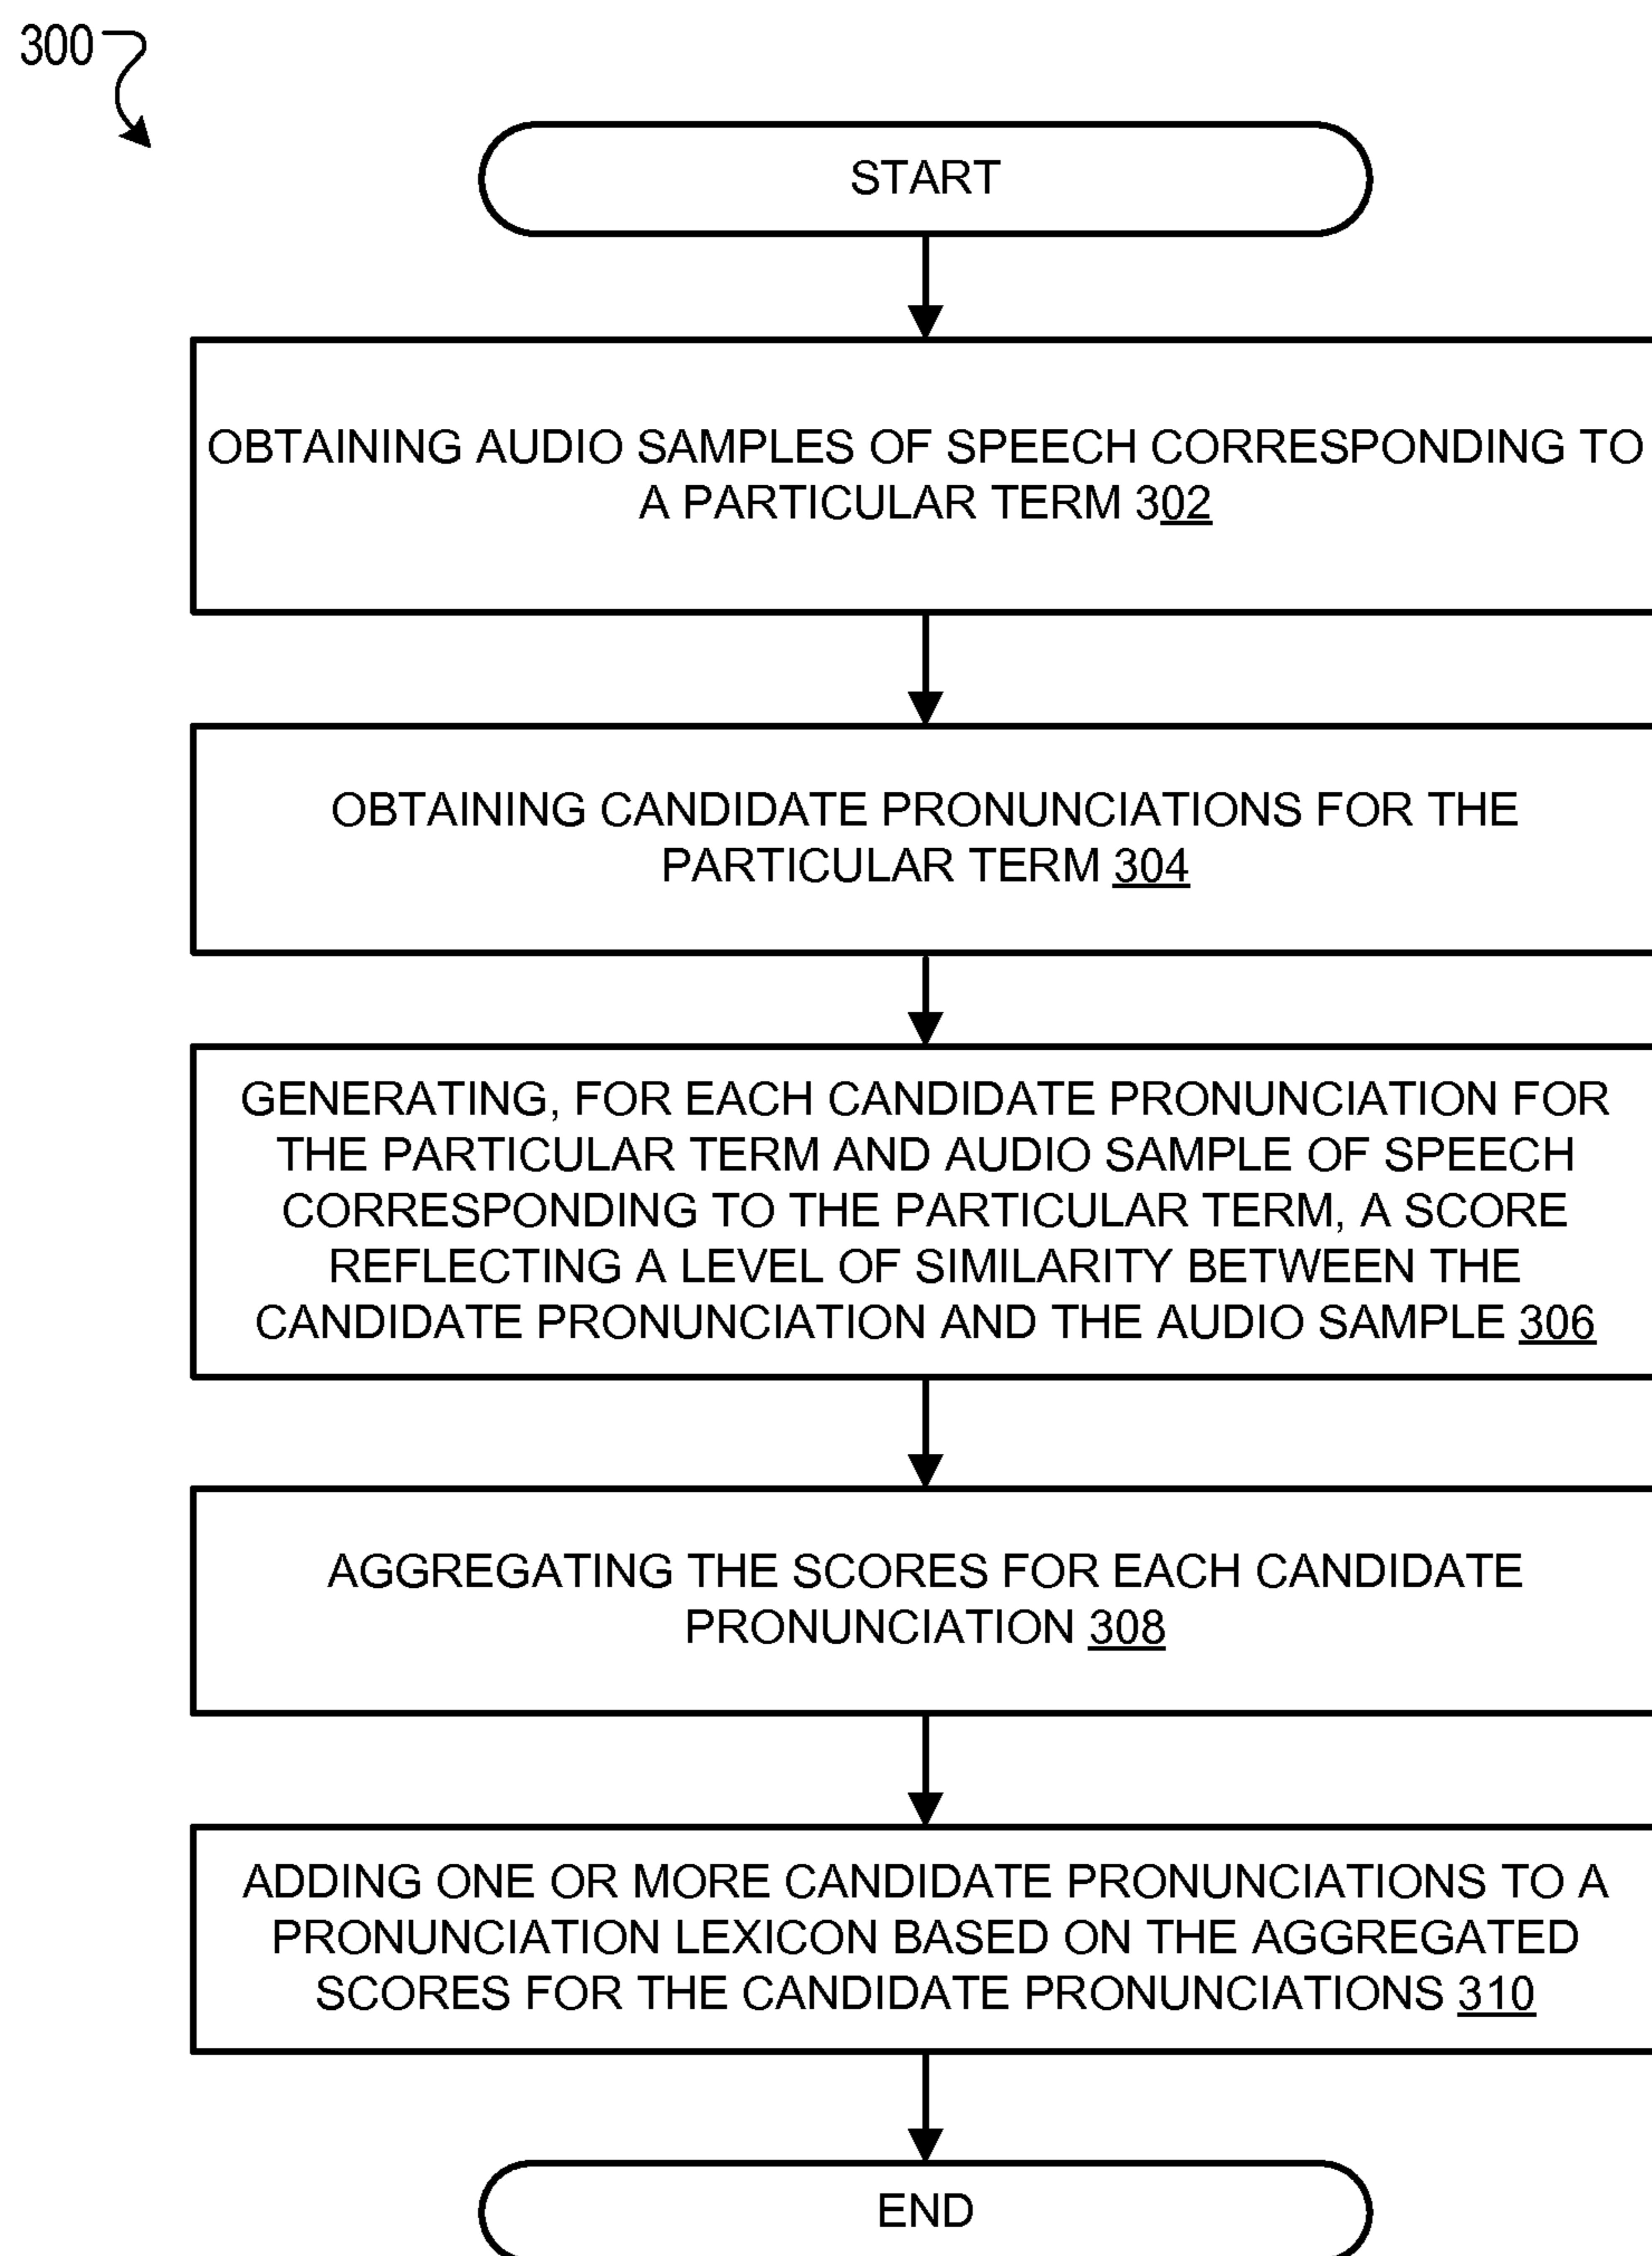 300
START
OBTAINING AUDIO SAMPLES OF SPEECH CORRESPONDING TO
A PARTICULAR TERM 302
OBTAINING CANDIDATE PRONUNCIATIONS FOR THE
PARTICULAR TERM 304
GENERATING, FOR EACH CANDIDATE PRONUNCIATION FOR
THE PARTICULAR TERM AND AUDIO SAMPLE OF SPEECH
CORRESPONDING TO THE PARTICULAR TERM, A SCORE
REFLECTING A LEVEL OF SIMILARITY BETWEEN THE
CANDIDATE PRONUNCIATION AND THE AUDIO SAMPLE 306
AGGREGATING THE SCORES FOR EACH CANDIDATE
PRONUNCIATION 308
ADDING ONE OR MORE CANDIDATE PRONUNCIATIONS TO A
PRONUNCIATION LEXICON BASED ON THE AGGREGATED
SCORES FOR THE CANDIDATE PRONUNCIATIONS 310
END